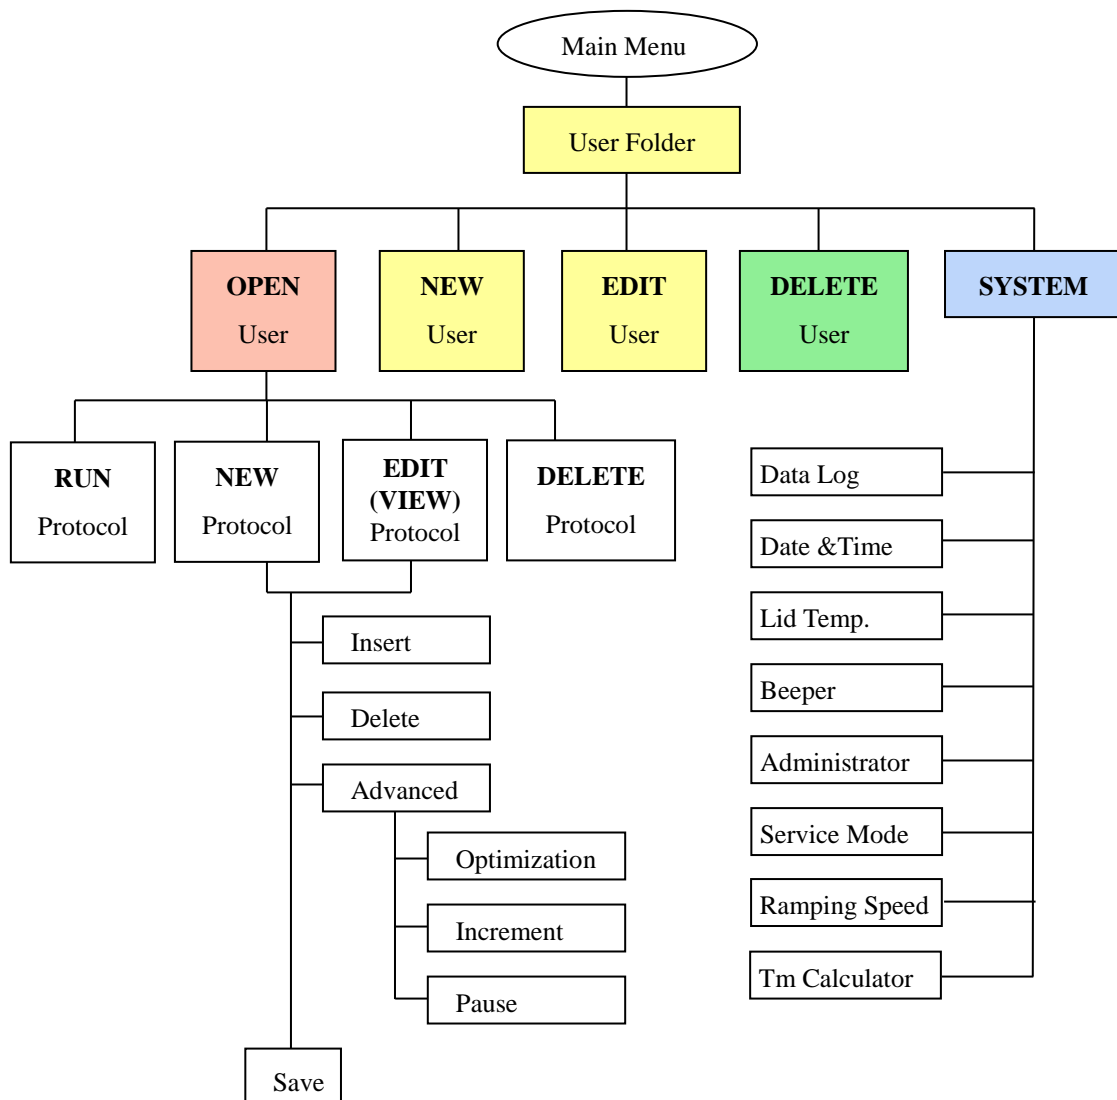 Main Menu
User Folder
OPEN
User
NEW
User
EDIT
User
DELETE
User
SYSTEM
RUN
Protocol
NEW
Protocol
EDIT
(VIEW)
Protocol
DELETE
Protocol
Insert
Delete
Advanced
Optimization
Increment
Pause
Save
Data Log
Date &Time
Lid Temp.
Beeper
Administrator
Service Mode
Ramping Speed
Tm Calculator